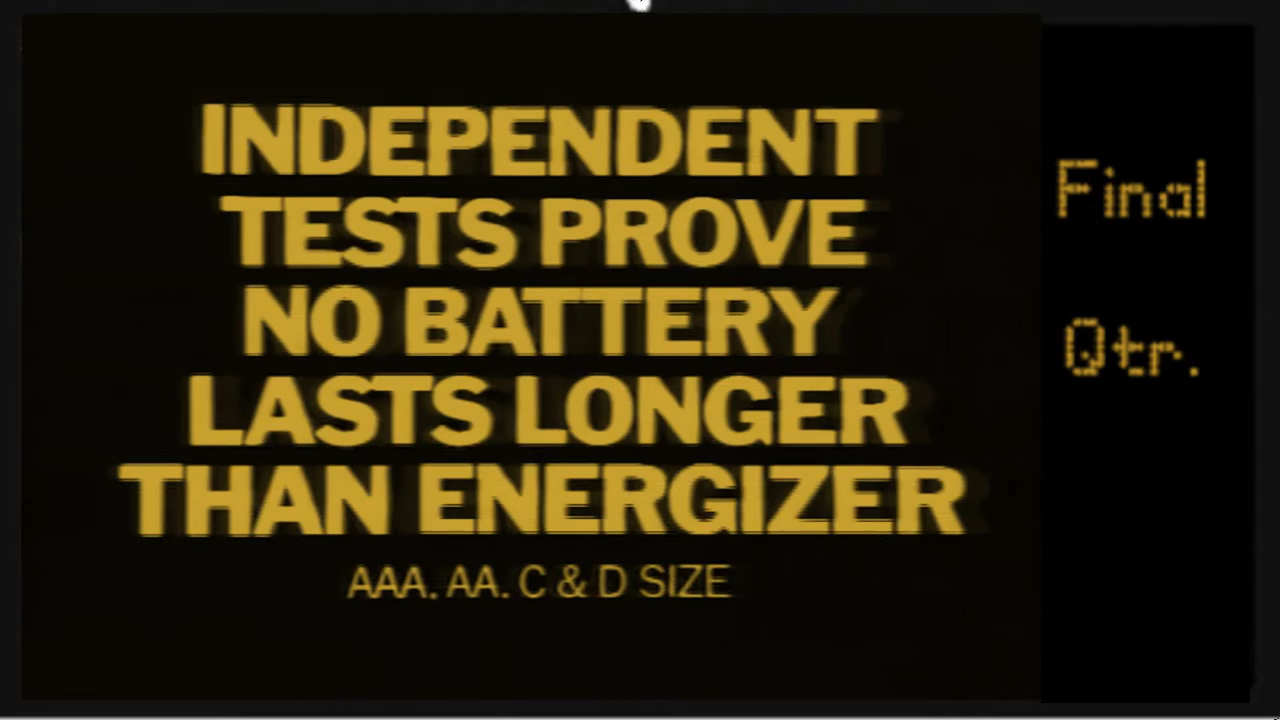 INDEPENDENT
TESTS PROVE
NO BATTERY
LASTS LONGER
THAN ENERGIZER
AAA. AA. C & D SIZE
Final
Qtr.